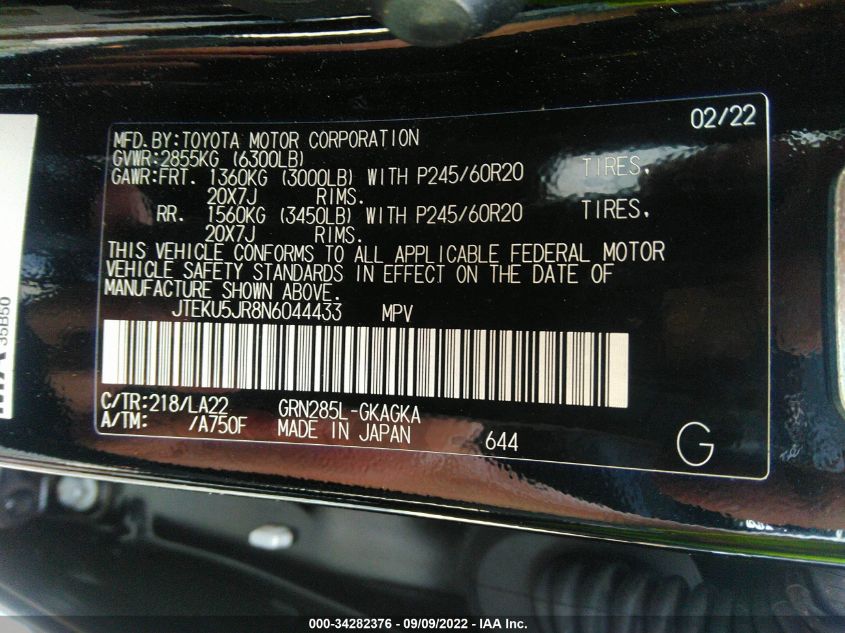 02/22
MFD.BY:TOYOTA MOTOR CORPORATION
GVWR:2855KG (6300LB)
GAWR:FRT. 1360KG (3000LB) WITH P245/60R20 TIRES,
20X7J RIMS.
RR. 1560KG (3450LB) WITH P245/60R20 TIRES,
20X7J RIMS.
THIS VEHICLE CONFORMS TO ALL APPLICABLE FEDERAL MOTOR
VEHICLE SAFETY STANDARDS IN EFFECT ON THE DATE OF
MANUFACTURE SHOWN ABOVE.
JTEKU5JR8N6044433 MPV
C/TR:218/LA22 GRN285L-GKAGKA
A/TM: /A750F MADE IN JAPAN 644
G
35B50
000-34282376 - 09/09/2022 - IAA Inc.